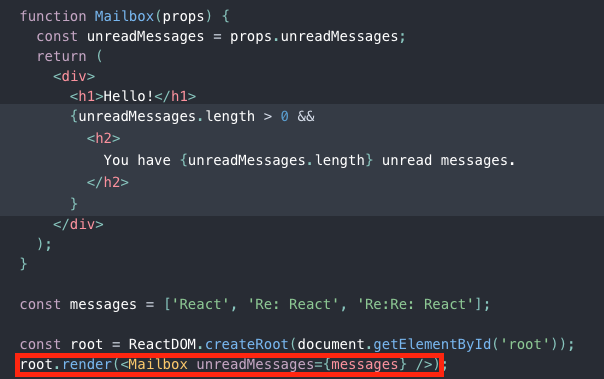 function Mailbox(props) {
const unreadMessages = props.unreadMessages;
return (
<div>
<h1>Hello!</h1>
{unreadMessages.length > 0 &&
<h2>
You have {unreadMessages.length} unread messages.
</h2>
}
</div>
);
}
const messages = ['React', 'Re: React', 'Re:Re: React'];
const root = ReactDOM.createRoot(document.getElementById('root'));
root.render(<Mailbox unreadMessages={messages} />);